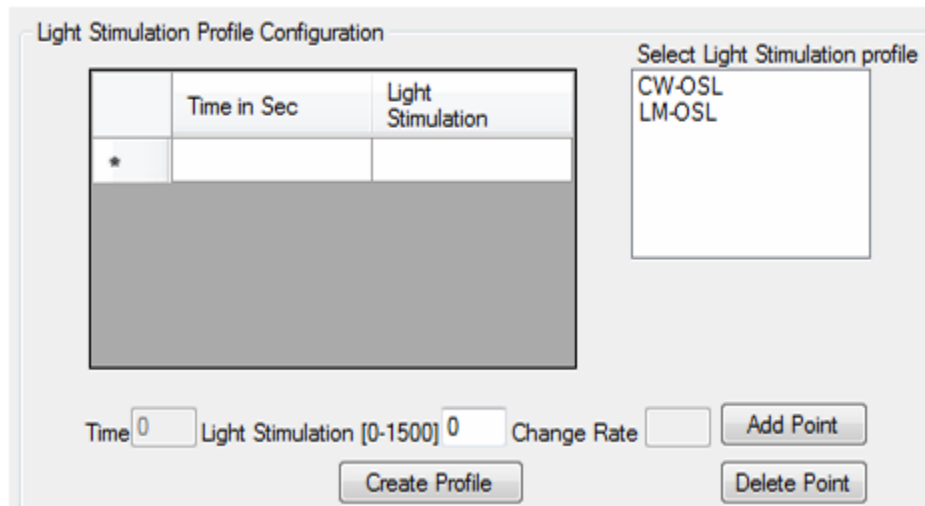 Light Stimulation Profile Configuration
Select Light Stimulation profile
Time in Sec
Light
Stimulation
*
CW-OSL
LM-OSL
Time 0 Light Stimulation [0-1500] 0 Change Rate Add Point
Create Profile Delete Point